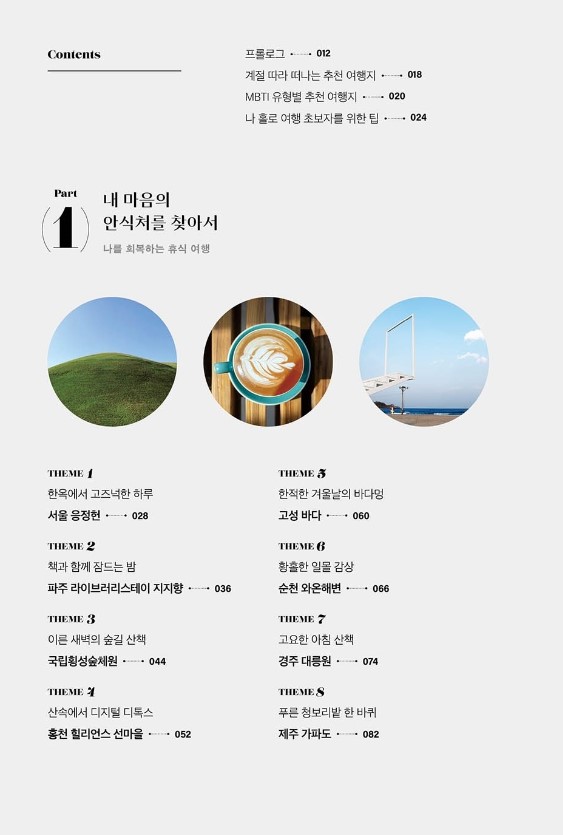 Contents
프롤로그 012
계절 따라 떠나는 추천 여행지 018
MBTI 유형별 추천 여행지 020
나 홀로 여행 초보자를 위한 팁 024
Part
1
내 마음의
안식처를 찾아서
나를 회복하는 휴식 여행
THEME 1
한옥에서 고즈넉한 하루
서울 응정헌 028
THEME 2
책과 함께 잠드는 밤
파주 라이브러리스테이 지지향 036
THEME 3
이른 새벽의 숲길 산책
국립횡성숲체원 044
THEME 4
산속에서 디지털 디톡스
홍천 힐리언스 선마을 052
THEME 5
한적한 겨울날의 바다멍
고성 바다 060
THEME 6
황홀한 일몰 감상
순천 와온해변 066
THEME 7
고요한 아침 산책
경주 대릉원 074
THEME 8
푸른 청보리밭 한 바퀴
제주 가파도 082